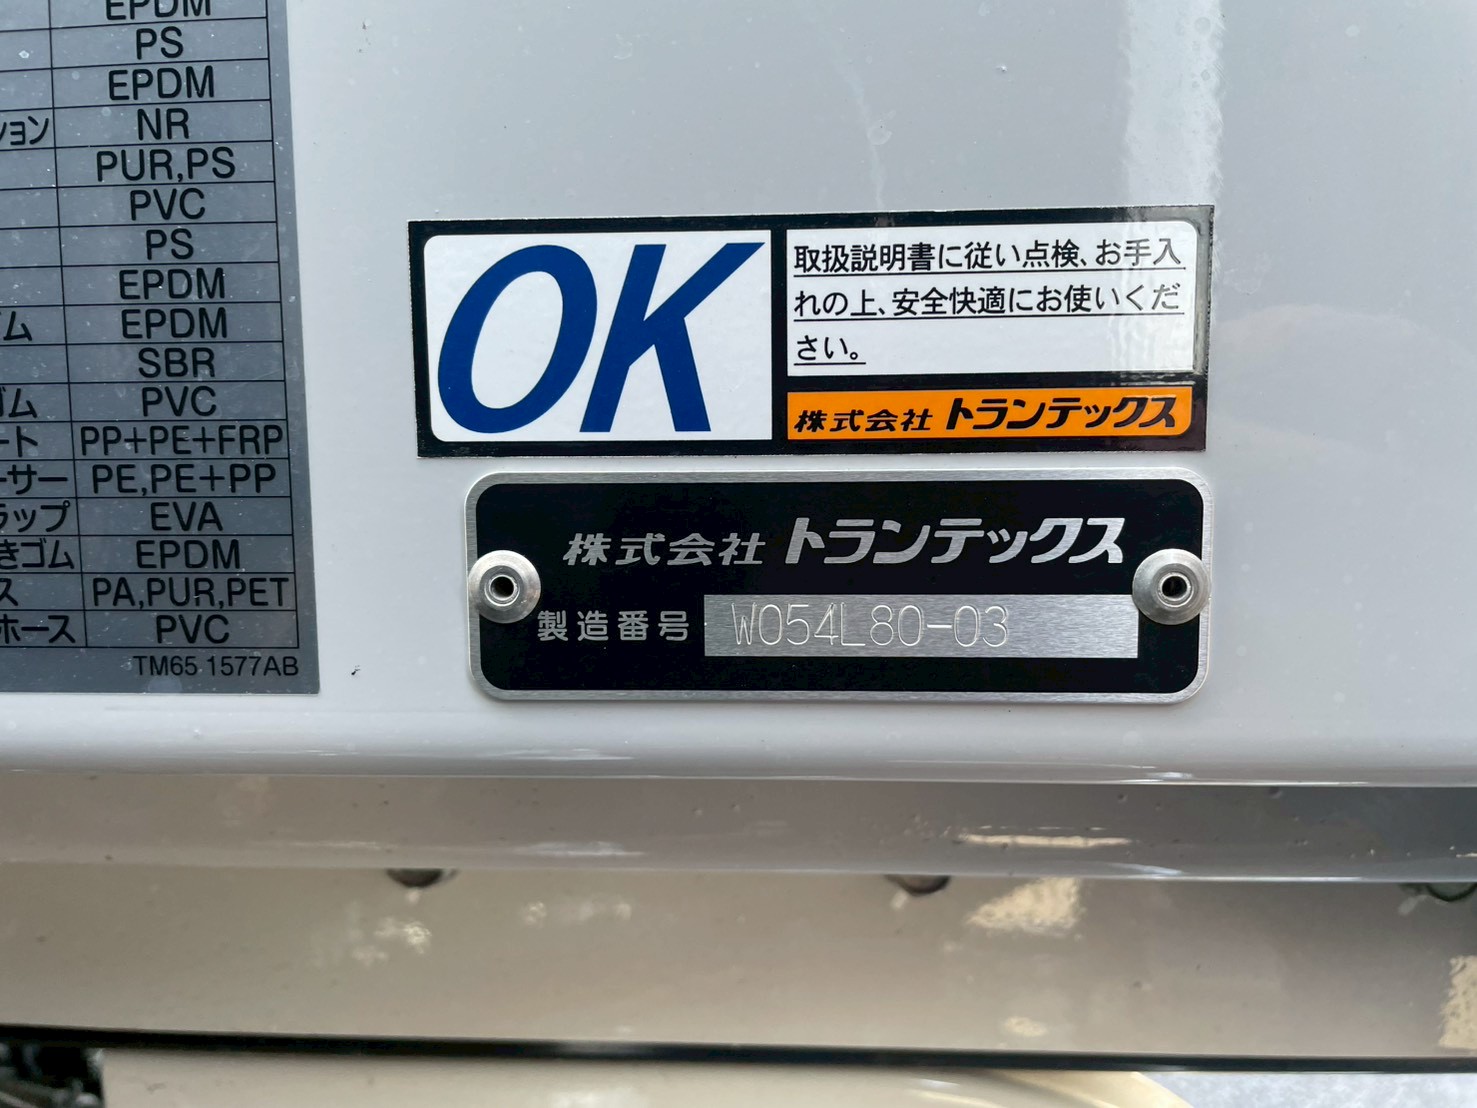 EPDM
PS
EPDM
ション NR
PUR,PS
PVC
PS
EPDM
ム EPDM
SBR
ゴム PVC
ート PP+PE+FRP
ーサー PE,PE+PP
ラップ EVA
きゴム EPDM
ス PA,PUR,PET
ホース PVC
TM65 1577AB
OK
取扱説明書に従い点検、お手入
れの上、安全快適にお使いくだ
さい。
株式会社 トランテックス
株式会社 トランテックス
製造番号 W054L80-03